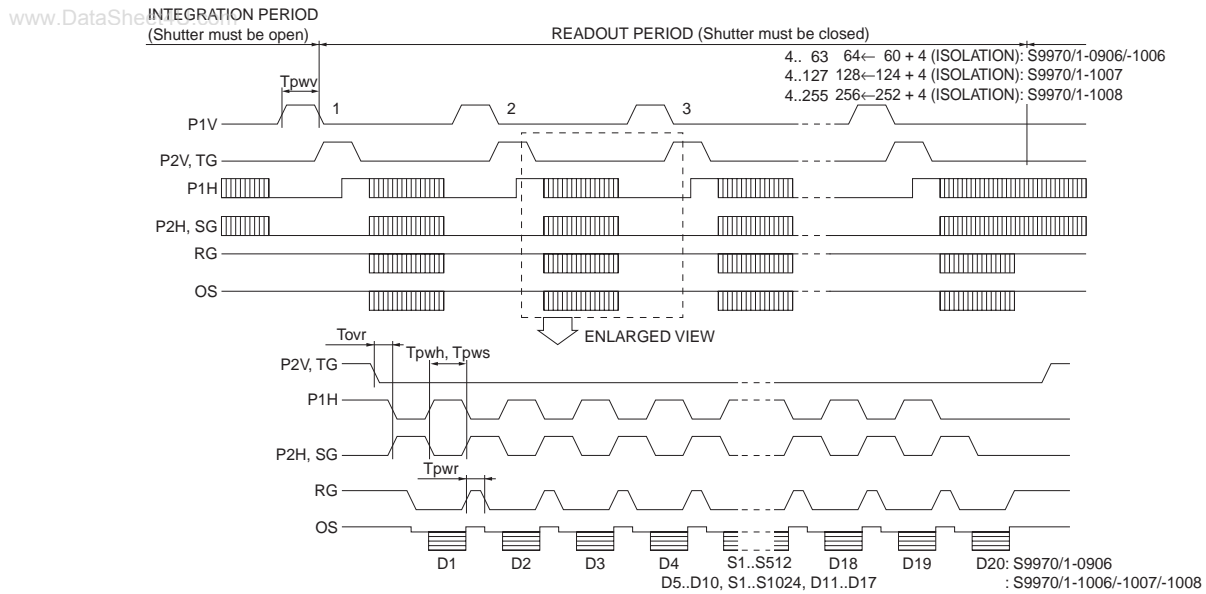 www.DataSheet4U.com
INTEGRATION PERIOD
(Shutter must be open)
READOUT PERIOD (Shutter must be closed)
4.. 63 64← 60 + 4 (ISOLATION): S9970/1-0906/-1006
4..127 128←124 + 4 (ISOLATION): S9970/1-1007
4..255 256←252 + 4 (ISOLATION): S9970/1-1008
Tpwv
1 2 3
P1V
P2V, TG
P1H
P2H, SG
RG
OS
ENLARGED VIEW
Tovr
Tpwh, Tpws
P2V, TG
P1H
P2H, SG
Tpwr
RG
OS
D1 D2 D3 D4 S1..S512 D18 D19 D20: S9970/1-0906
D5..D10, S1..S1024, D11..D17 : S9970/1-1006/-1007/-1008